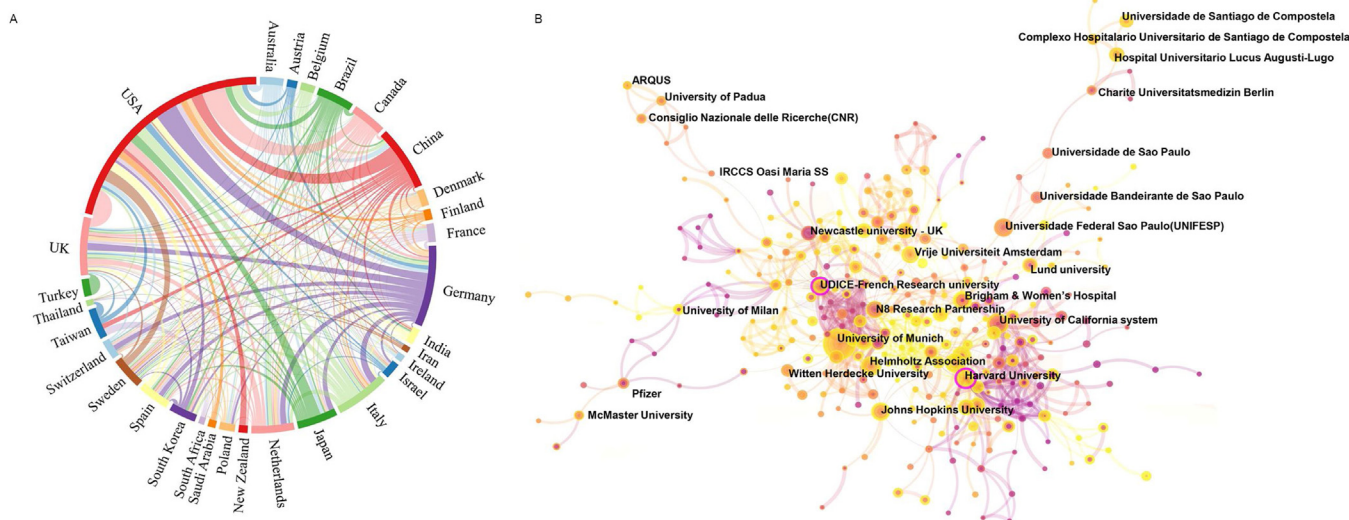 A
Australia
Austria
Belgium
Brazil
Canada
China
Denmark
Finland
France
Germany
India
Iran
Ireland
Israel
Italy
Japan
Netherlands
New Zealand
Poland
Saudi Arabia
South Africa
South Korea
Spain
Sweden
Switzerland
Taiwan
Thailand
Turkey
UK
USA
B
Universidade de Santiago de Compostela
Complexo Hospitalario Universitario de Santiago de Compostela
Hospital Universitario Lucus Augusti-Lugo
ARQUS
Charite Universitatsmedizin Berlin
University of Padua
Consiglio Nazionale delle Ricerche(CNR)
Universidade de Sao Paulo
IRCCS Oasi Maria SS
Universidade Bandeirante de Sao Paulo
Universidade Federal Sao Paulo(UNIFESP)
Newcastle university - UK
Vrije Universiteit Amsterdam
Lund university
UDICE-French Research university
Brigham & Women's Hospital
University of Milan
N8 Research Partnership
University of California system
University of Munich
Helmholtz Association
Witten Herdecke University
Harvard University
Pfizer
McMaster University
Johns Hopkins University